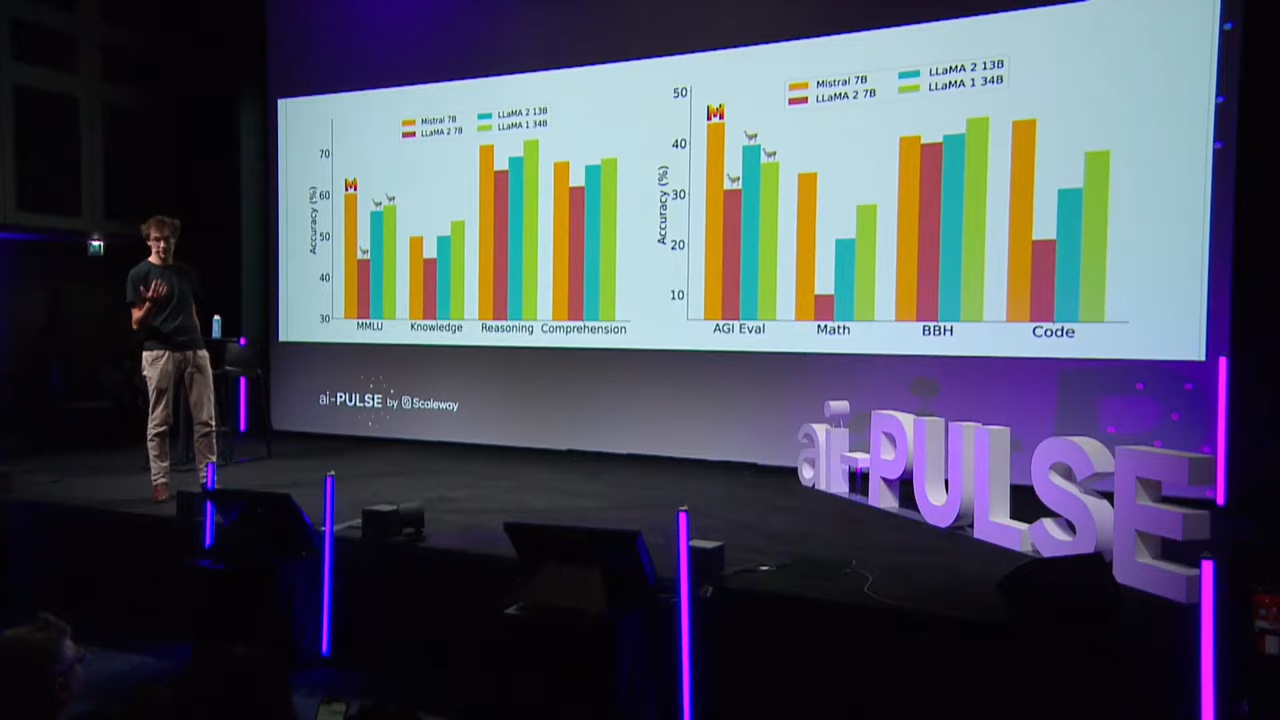 Mistral 7B
LLaMA 2 7B
LLaMA 2 13B
LLaMA 1 34B
Accuracy (%)
70
60
50
40
30
MMLU
Knowledge
Reasoning
Comprehension
Mistral 7B
LLaMA 2 7B
LLaMA 2 13B
LLaMA 1 34B
Accuracy (%)
50
40
30
20
10
AGI Eval
Math
BBH
Code
ai-PULSE by Scaleway
ai-PULSE